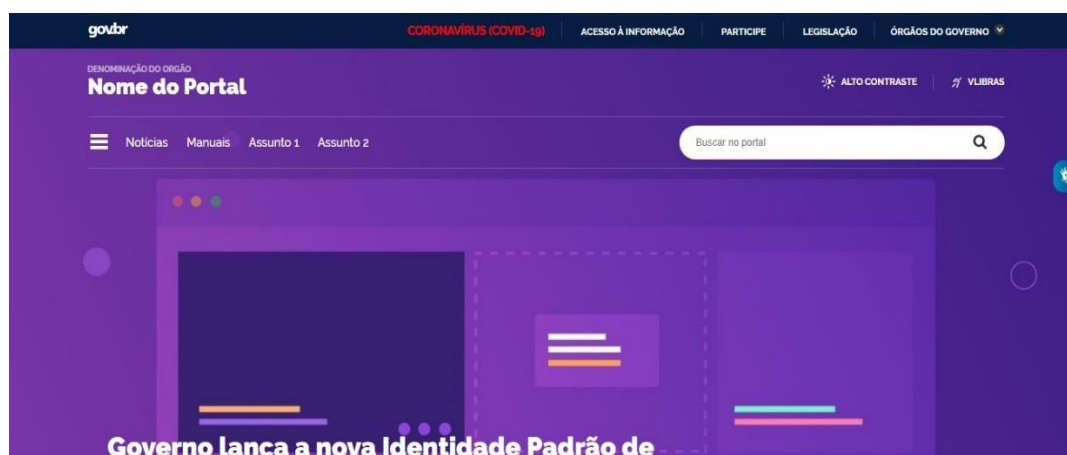 gov.br CORONAVÍRUS (COVID-19) ACESSO À INFORMAÇÃO PARTICIPE LEGISLAÇÃO ÓRGÃOS DO GOVERNO
DENOMINAÇÃO DO ORGÃO
Nome do Portal
ALTO CONTRASTE VLIBRAS
Notícias Manuais Assunto 1 Assunto 2 Buscar no portal
Governo lança a nova Identidade Padrão de